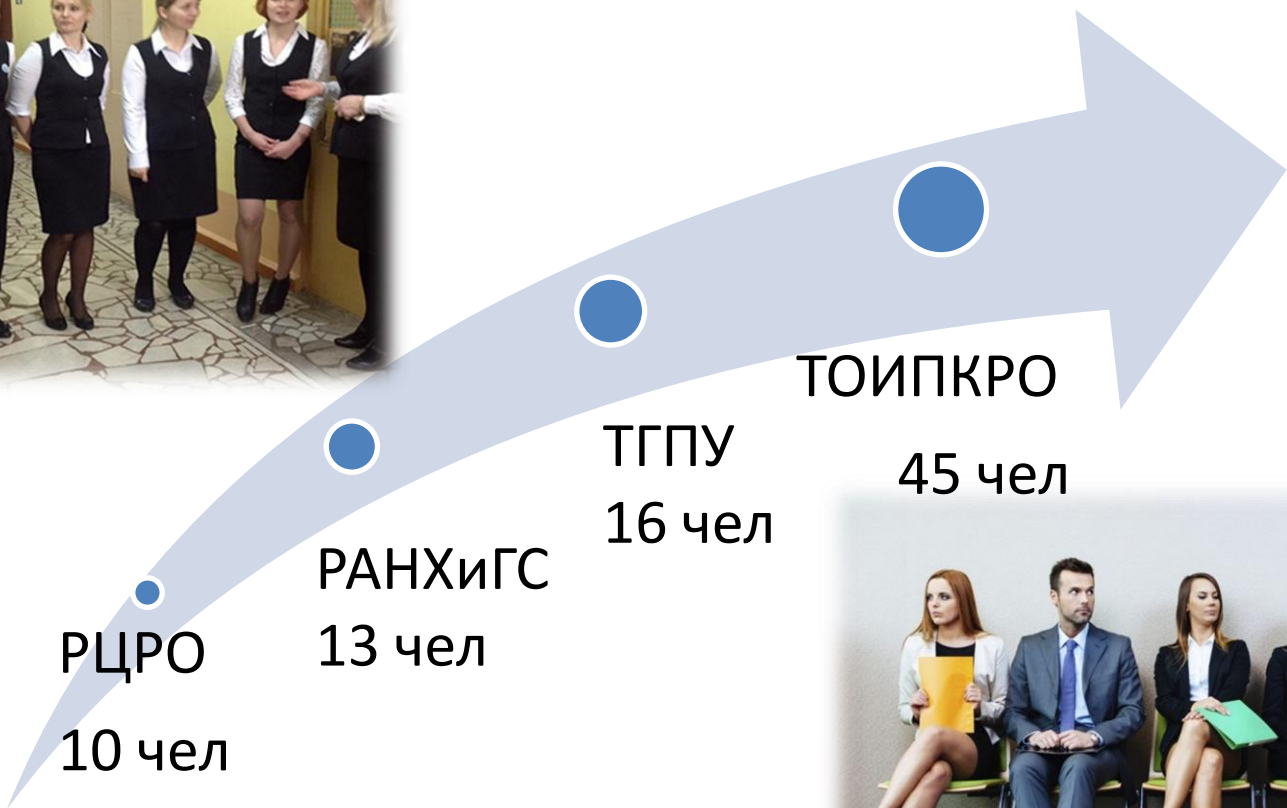 РЦРО
10 чел
РАНХиГС
13 чел
ТГПУ
16 чел
ТОИПКРО
45 чел